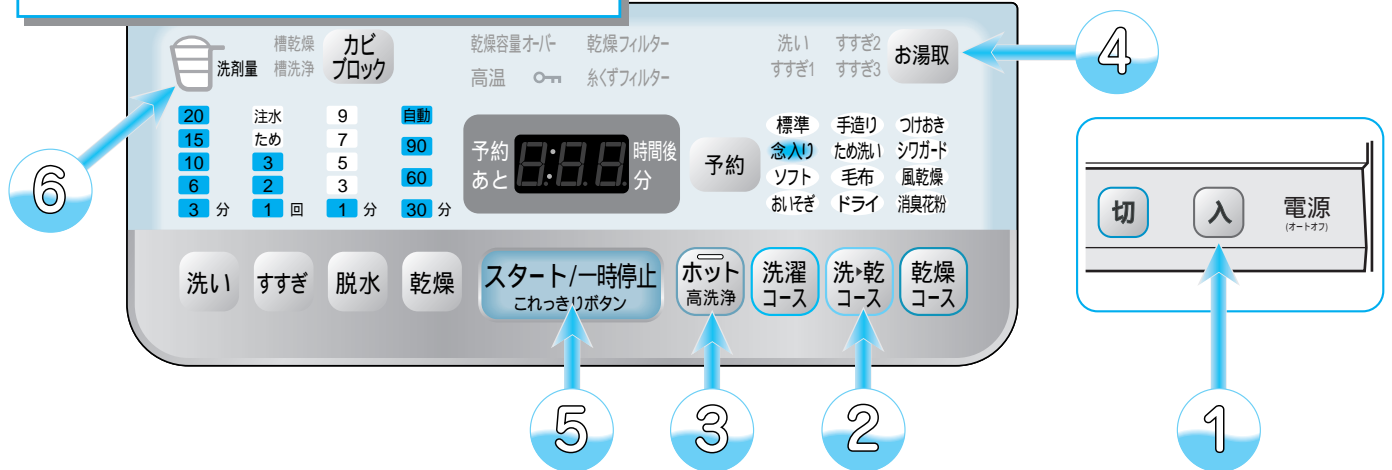 槽乾燥
槽洗浄
洗剤量
カビ
ブロック
乾燥容量オーバー 乾燥フィルター
高温 糸くずフィルター
洗い すすぎ2
すすぎ1 すすぎ3
お湯取
4
6
20 注水 9 自動
15 ため 7 90
10 3 5 60
6 2 3
3 分 1 回 1 分 30 分
予約 8:88 時間後
あと 分
予約
標準 手造り つけおき
念入り ため洗い シワガード
ソフト 毛布 風乾燥
おいそぎ ドライ 消臭花粉
切
入
電源
(オートオフ)
洗い
すすぎ
脱水
乾燥
スタート/一時停止
これっきりボタン
ホット
高洗浄
洗濯
コース
洗▸乾
コース
乾燥
コース
5
3
2
1